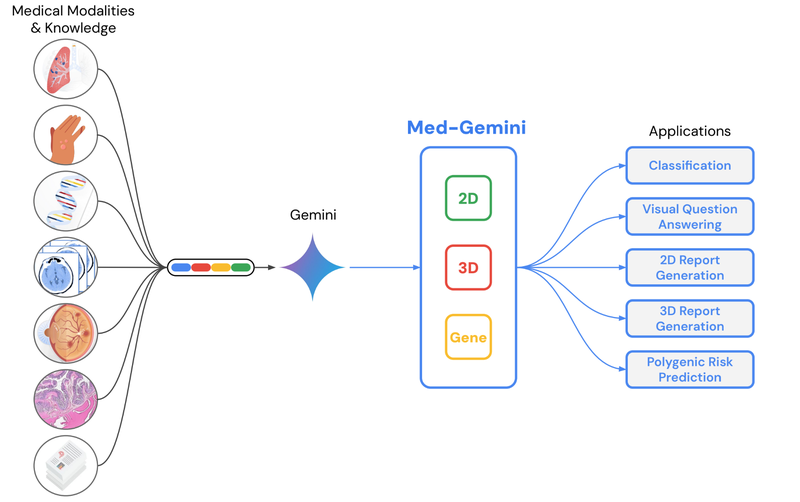 Medical Modalities
& Knowledge
Gemini
Med-Gemini
2D
3D
Gene
Applications
Classification
Visual Question
Answering
2D Report
Generation
3D Report
Generation
Polygenic Risk
Prediction